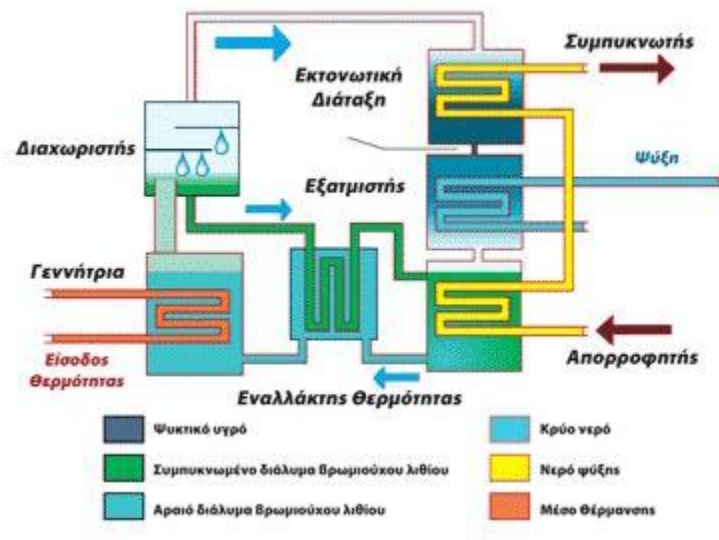 Συμπυκνωτής
Εκτονωτική
Διάταξη
Διαχωριστής
Ψύξη
Εξατμιστής
Γεννήτρια
Είσοδος
θερμότητας
Απορροφητής
Εναλλάκτης Θερμότητας
Ψυκτικό υγρό
Κρύο νερό
Συμπυκνωμένο διάλυμα βρωμιούχου λιθίου
Νερό ψύξης
Αραιό διάλυμα βρωμιούχου λιθίου
Μέσο θέρμανσης